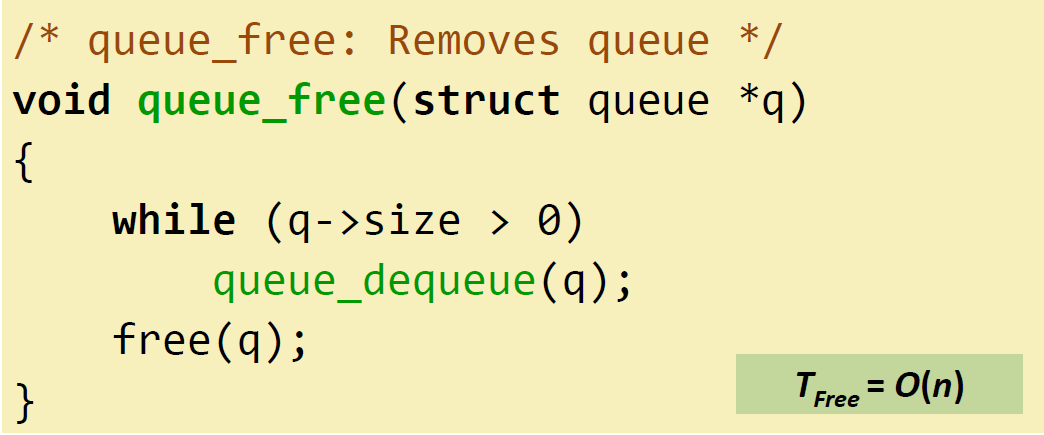 /* queue_free: Removes queue */
void queue_free(struct queue *q)
{
    while (q->size > 0)
        queue_dequeue(q);
    free(q);
}
T_Free = O(n)